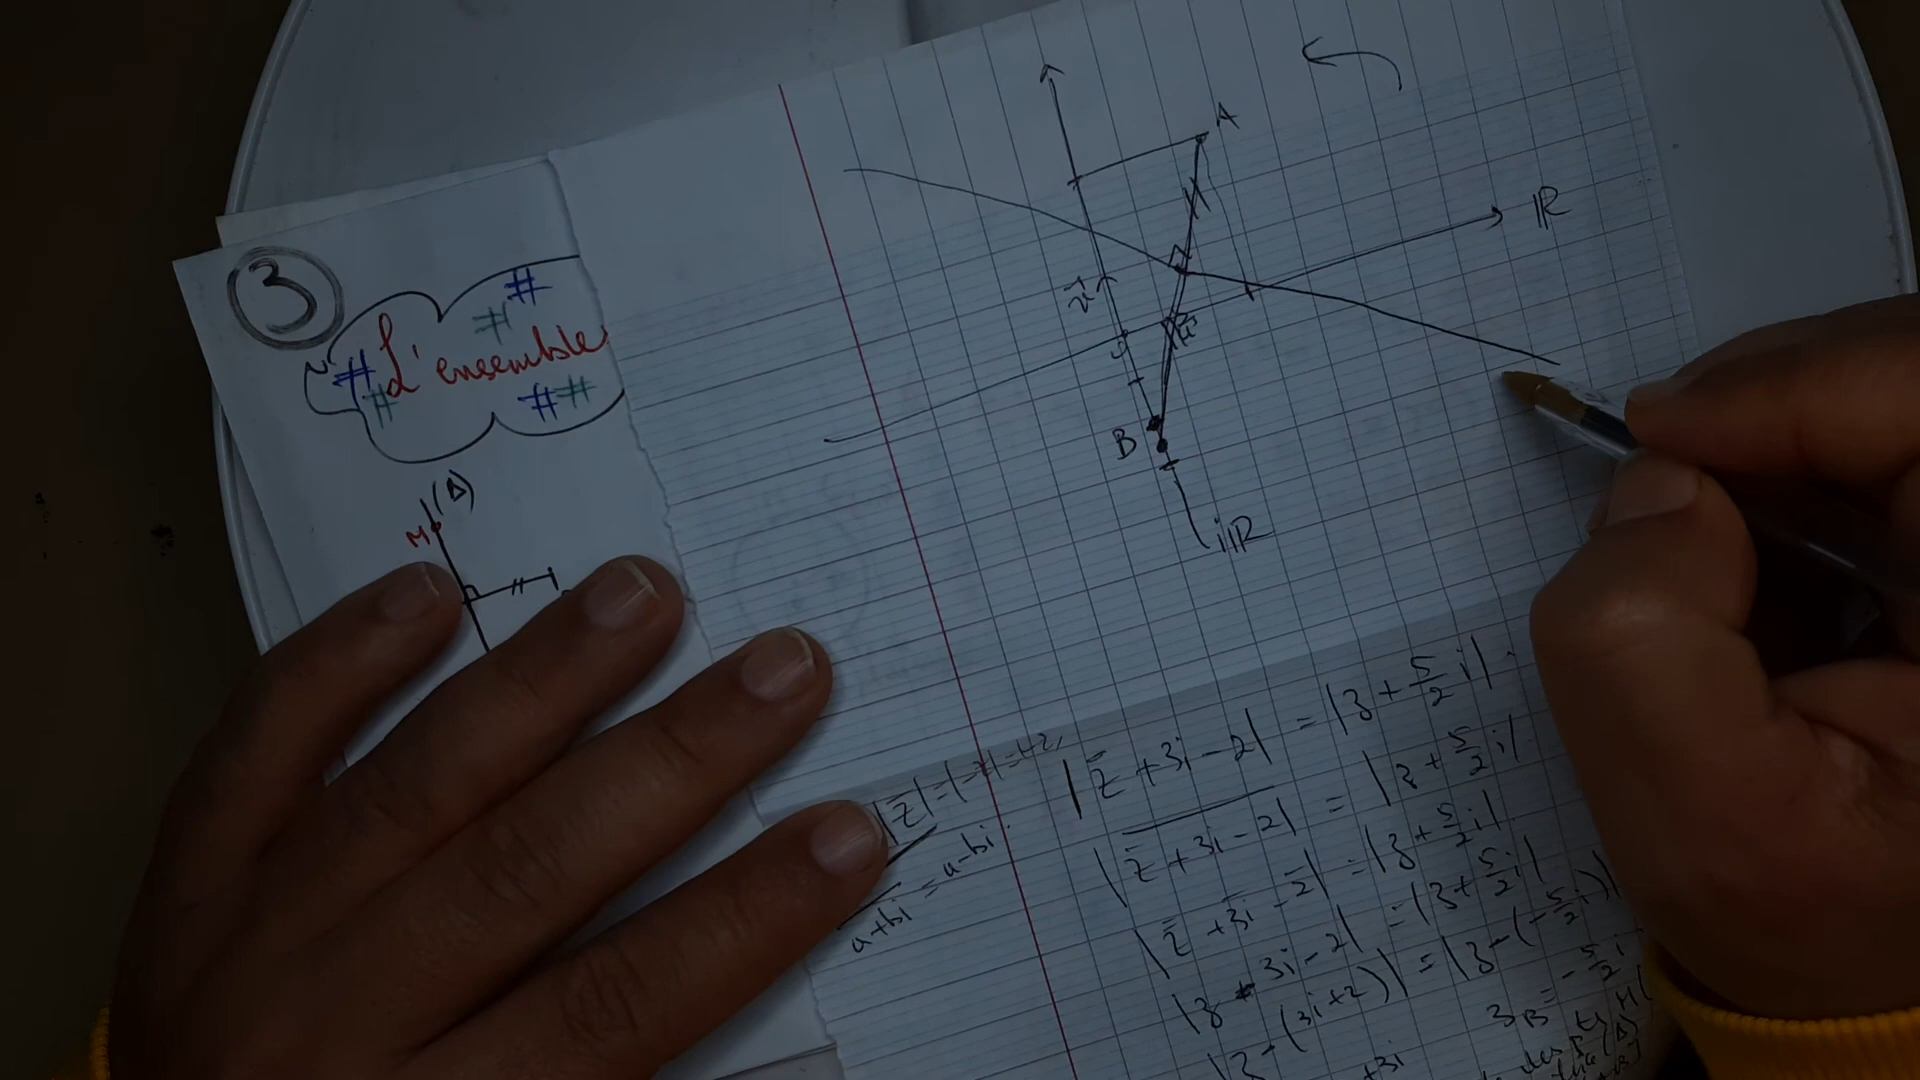 3
# #
# L'ensemble
# # #
(Δ)
M
A
ℝ
B
iℝ
|z̄ + 3i - 2| = |z + 5/2 i|
|z̄ + 3i - 2| = |z + 5/2 i|
|z̄ + 3i - 2| = |z + 5/2 i|
|z - 3i - 2| = |z + 5/2 i|
|z - (3i + 2)| = |z - (-5/2 i)|
|z̄| = |-z| =
a+bi = a-bi
z_B = -5/2 i
+3i